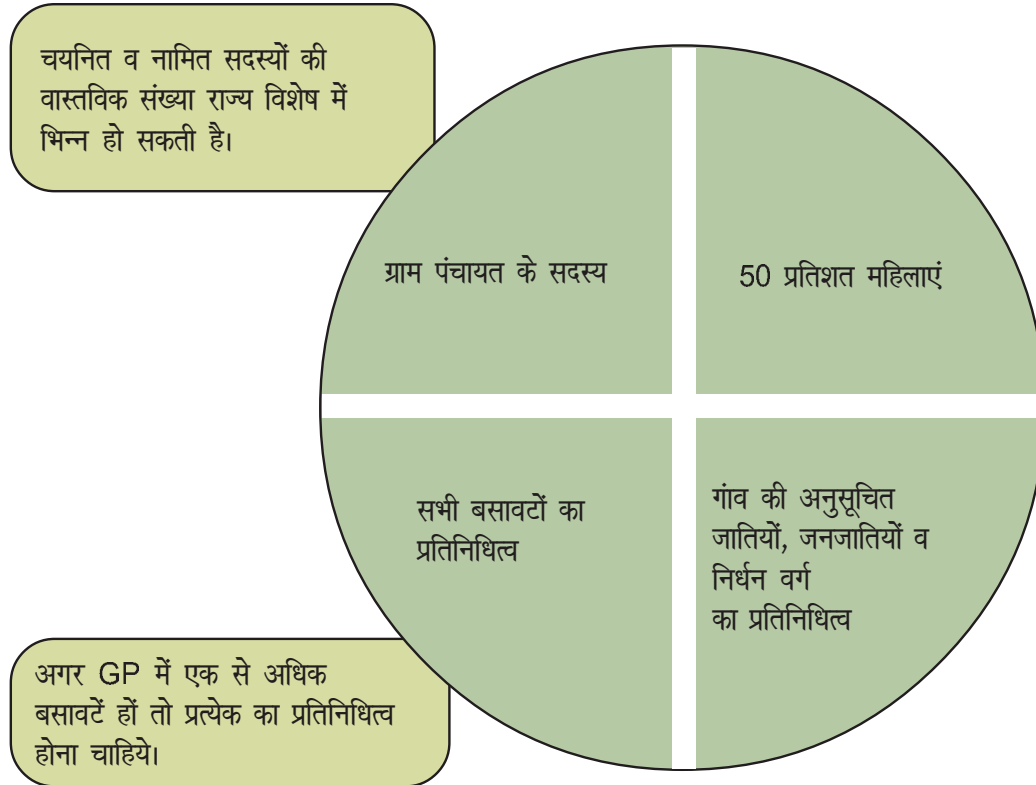 चयनित व नामित सदस्यों की
वास्तविक संख्या राज्य विशेष में
भिन्न हो सकती है।
ग्राम पंचायत के सदस्य
50 प्रतिशत महिलाएं
सभी बसावटों का
प्रतिनिधित्व
गांव की अनुसूचित
जातियों, जनजातियों व
निर्धन वर्ग
का प्रतिनिधित्व
अगर GP में एक से अधिक
बसावटें हों तो प्रत्येक का प्रतिनिधित्व
होना चाहिये।